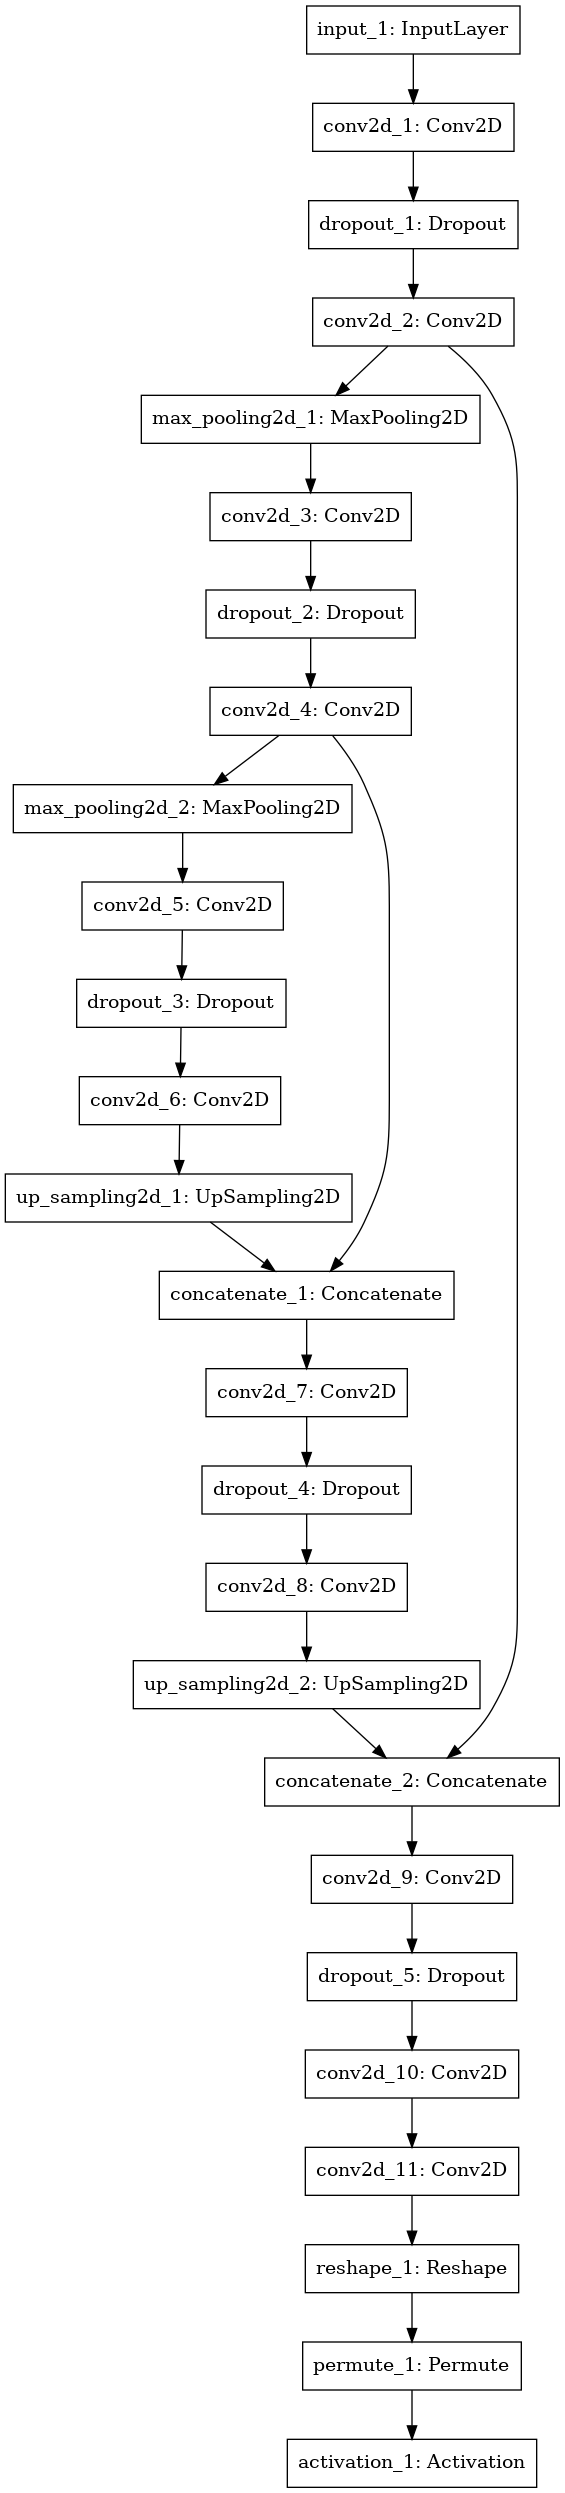 input_1: InputLayer
conv2d_1: Conv2D
dropout_1: Dropout
conv2d_2: Conv2D
max_pooling2d_1: MaxPooling2D
conv2d_3: Conv2D
dropout_2: Dropout
conv2d_4: Conv2D
max_pooling2d_2: MaxPooling2D
conv2d_5: Conv2D
dropout_3: Dropout
conv2d_6: Conv2D
up_sampling2d_1: UpSampling2D
concatenate_1: Concatenate
conv2d_7: Conv2D
dropout_4: Dropout
conv2d_8: Conv2D
up_sampling2d_2: UpSampling2D
concatenate_2: Concatenate
conv2d_9: Conv2D
dropout_5: Dropout
conv2d_10: Conv2D
conv2d_11: Conv2D
reshape_1: Reshape
permute_1: Permute
activation_1: Activation